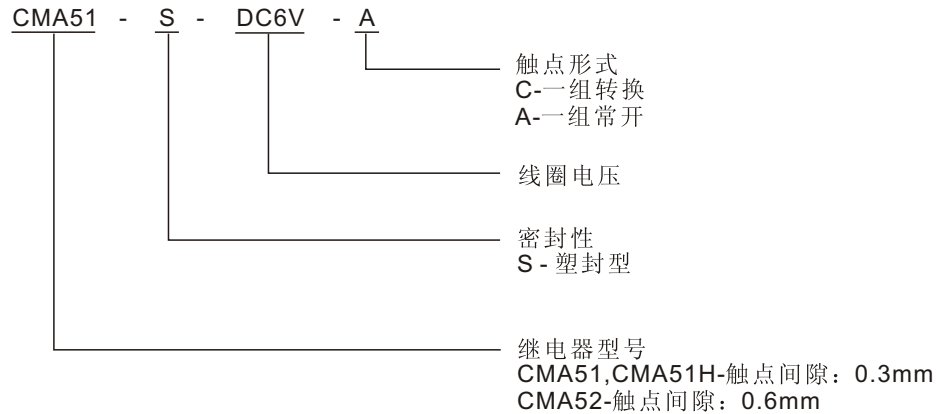 CMA51 - S - DC6V - A
触点形式
C-一组转换
A-一组常开
线圈电压
密封性
S-塑封型
继电器型号
CMA51,CMA51H-触点间隙：0.3mm
CMA52-触点间隙：0.6mm